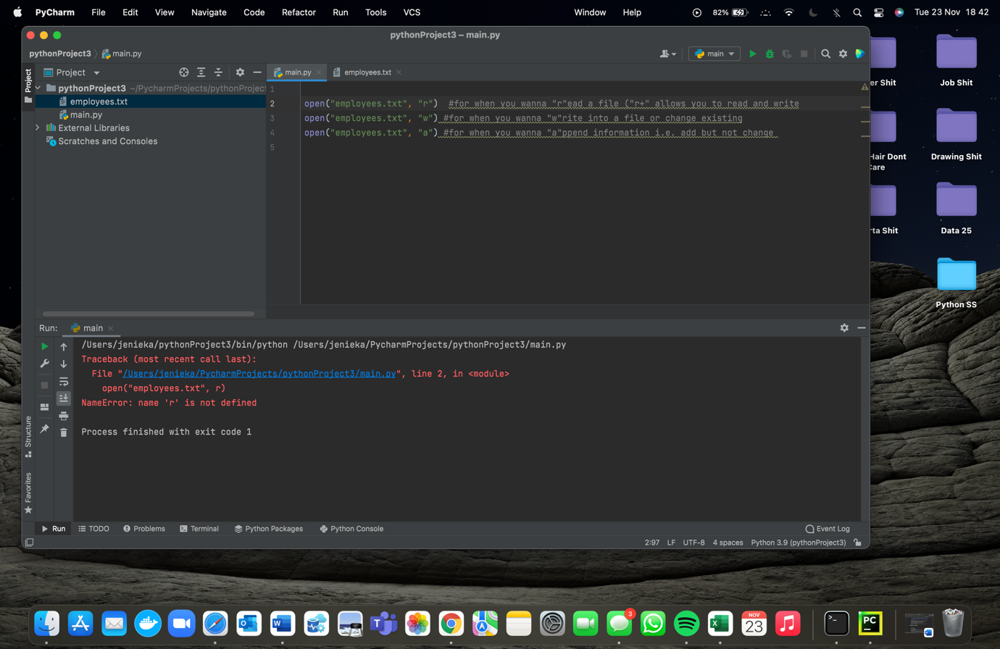 PyCharm File Edit View Navigate Code Refactor Run Tools VCS Window Help 82% Tue 23 Nov 18 42
pythonProject3 – main.py
pythonProject3 main.py main
Project main.py employees.txt
Project
pythonProject3 ~/PycharmProjects/pythonProject
employees.txt
main.py
External Libraries
Scratches and Consoles
1
2 open("employees.txt", "r") #for when you wanna "r"ead a file ("r+" allows you to read and write
3 open("employees.txt", "w") #for when you wanna "w"rite into a file or change existing
4 open("employees.txt", "a") #for when you wanna "a"ppend information i.e. add but not change
5
er Shit
Job Shit
Hair Dont
Care
Drawing Shit
rta Shit
Data 25
Python SS
Run: main
/Users/jenieka/pythonProject3/bin/python /Users/jenieka/PycharmProjects/pythonProject3/main.py
Traceback (most recent call last):
File "/Users/jenieka/PycharmProjects/pythonProject3/main.py", line 2, in <module>
open("employees.txt", r)
NameError: name 'r' is not defined
Process finished with exit code 1
Structure
Favorites
Run TODO Problems Terminal Python Packages Python Console Event Log
2:97 LF UTF-8 4 spaces Python 3.9 (pythonProject3)
3
NOV
23
PC